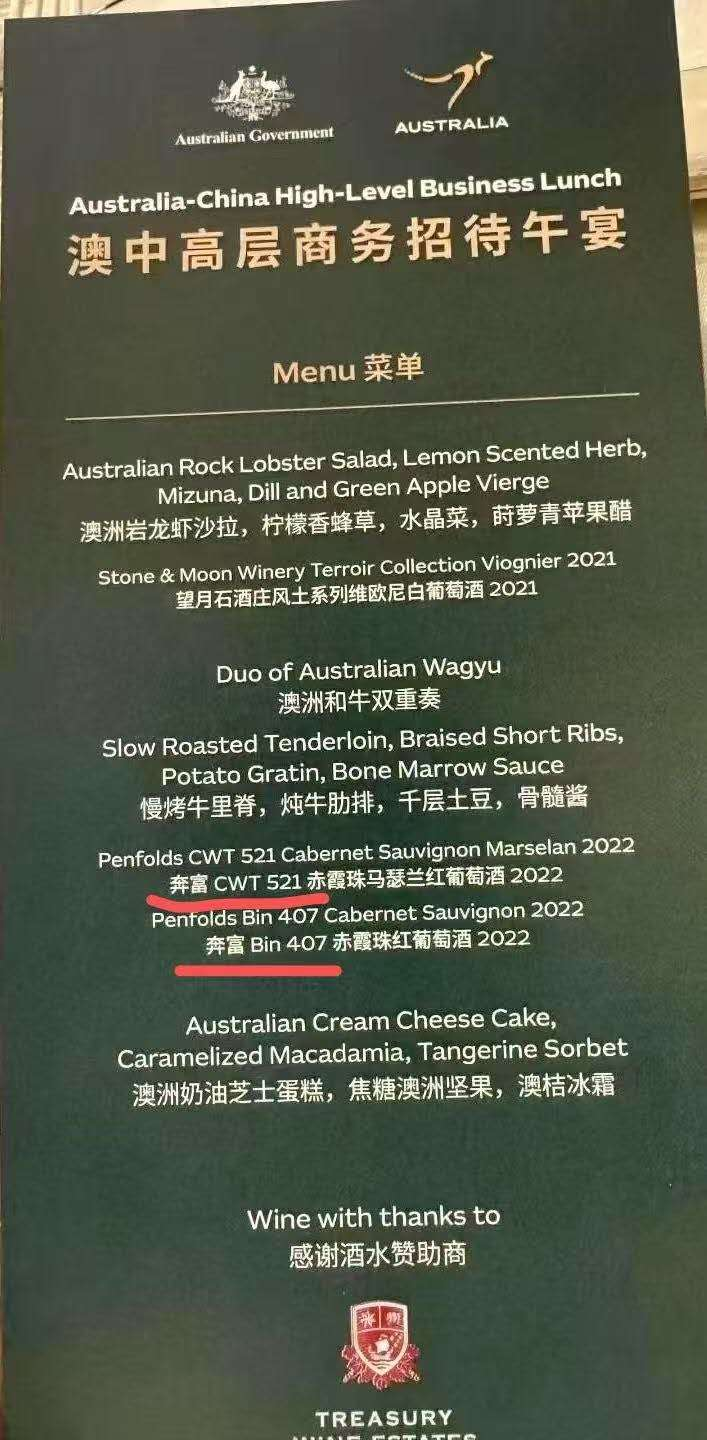 Australian Government
AUSTRALIA
Australia-China High-Level Business Lunch
澳中高层商务招待午宴
Menu 菜单
Australian Rock Lobster Salad, Lemon Scented Herb,
Mizuna, Dill and Green Apple Vierge
澳洲岩龙虾沙拉，柠檬香蜂草，水晶菜，莳萝青苹果醋
Stone & Moon Winery Terroir Collection Viognier 2021
望月石酒庄风土系列维欧尼白葡萄酒 2021
Duo of Australian Wagyu
澳洲和牛双重奏
Slow Roasted Tenderloin, Braised Short Ribs,
Potato Gratin, Bone Marrow Sauce
慢烤牛里脊，炖牛肋排，千层土豆，骨髓酱
Penfolds CWT 521 Cabernet Sauvignon Marselan 2022
奔富 CWT 521 赤霞珠马瑟兰红葡萄酒 2022
Penfolds Bin 407 Cabernet Sauvignon 2022
奔富 Bin 407 赤霞珠红葡萄酒 2022
Australian Cream Cheese Cake,
Caramelized Macadamia, Tangerine Sorbet
澳洲奶油芝士蛋糕，焦糖澳洲坚果，澳桔冰霜
Wine with thanks to
感谢酒水赞助商
TREASURY
WINE ESTATES